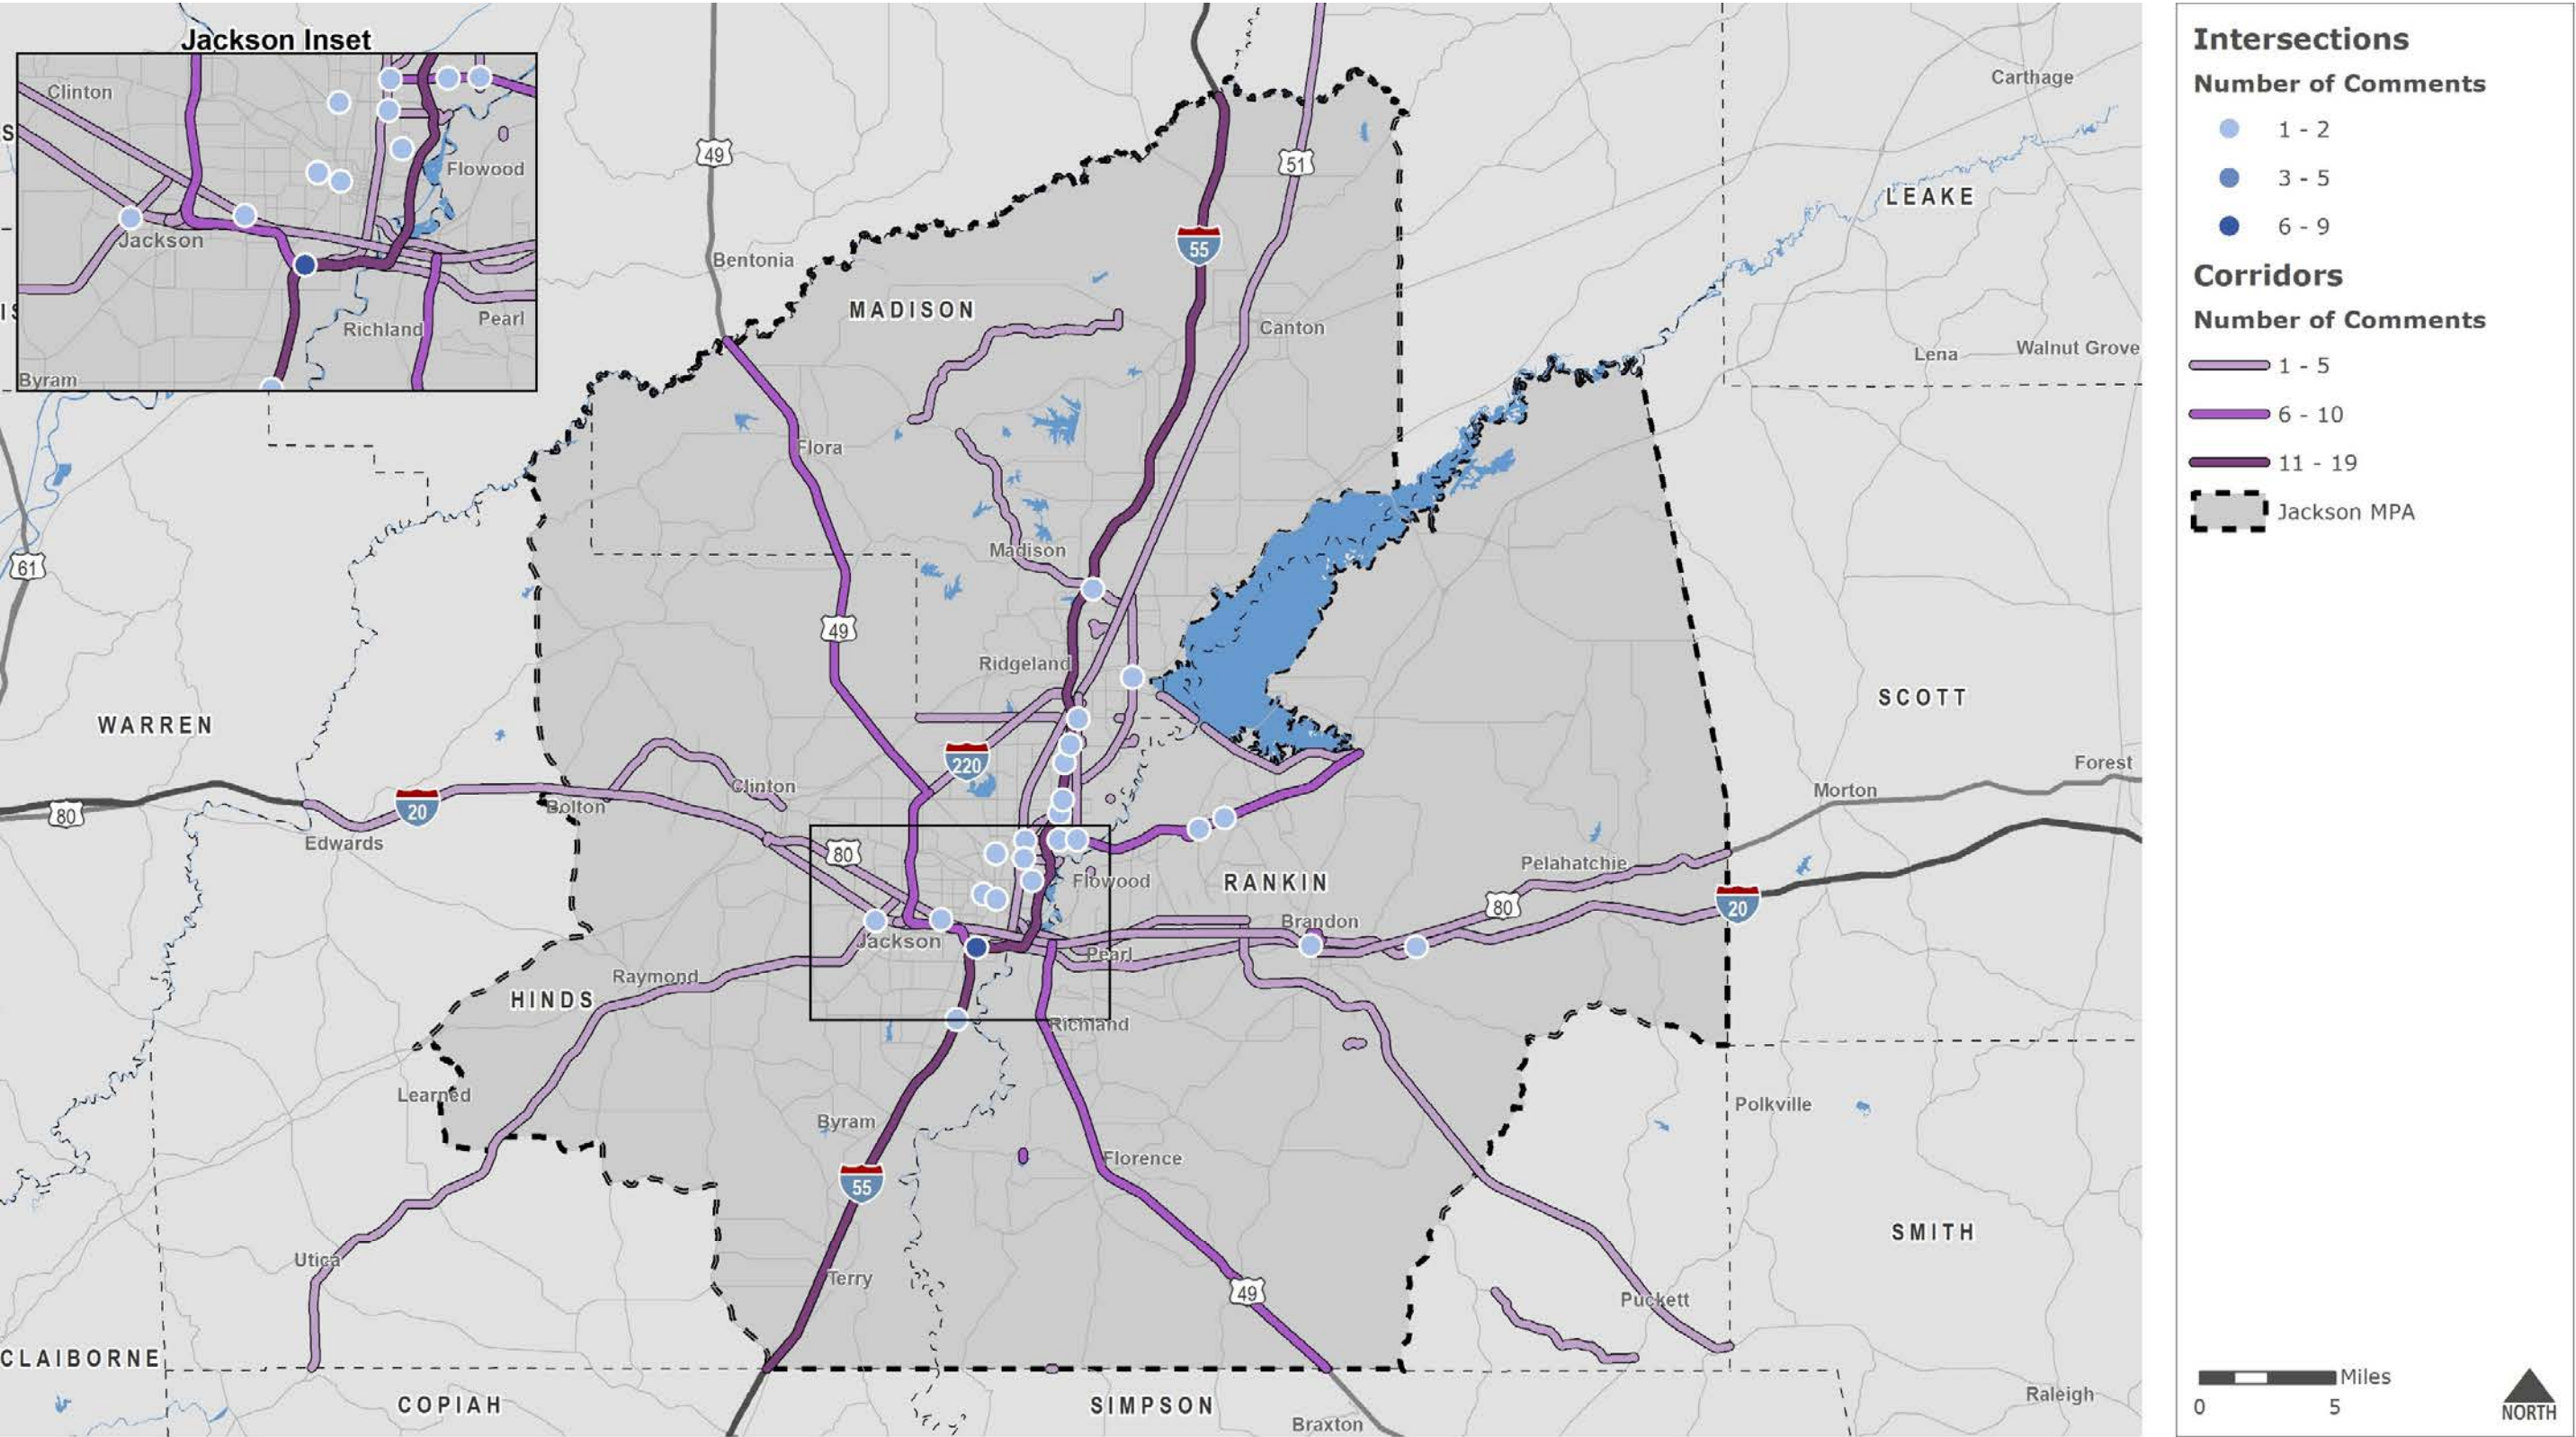 Jackson Inset
Clinton
Flowood
Jackson
Richland
Pearl
Byram
S
IS
49
51
55
Bentonia
MADISON
Canton
Carthage
LEAKE
Lena
Walnut Grove
Flora
61
Madison
49
Ridgeland
WARREN
SCOTT
220
Clinton
Forest
Morton
80
20
Bolton
Edwards
80
Pelahatchie
Flowood
RANKIN
80
20
Brandon
Jackson
Pearl
Raymond
HINDS
Richland
Learned
Polkville
Byram
Florence
55
SMITH
Utica
Terry
49
Puckett
CLAIBORNE
COPIAH
SIMPSON
Raleigh
Braxton
Intersections
Number of Comments
1 - 2
3 - 5
6 - 9
Corridors
Number of Comments
1 - 5
6 - 10
11 - 19
Jackson MPA
Miles
0 5
NORTH